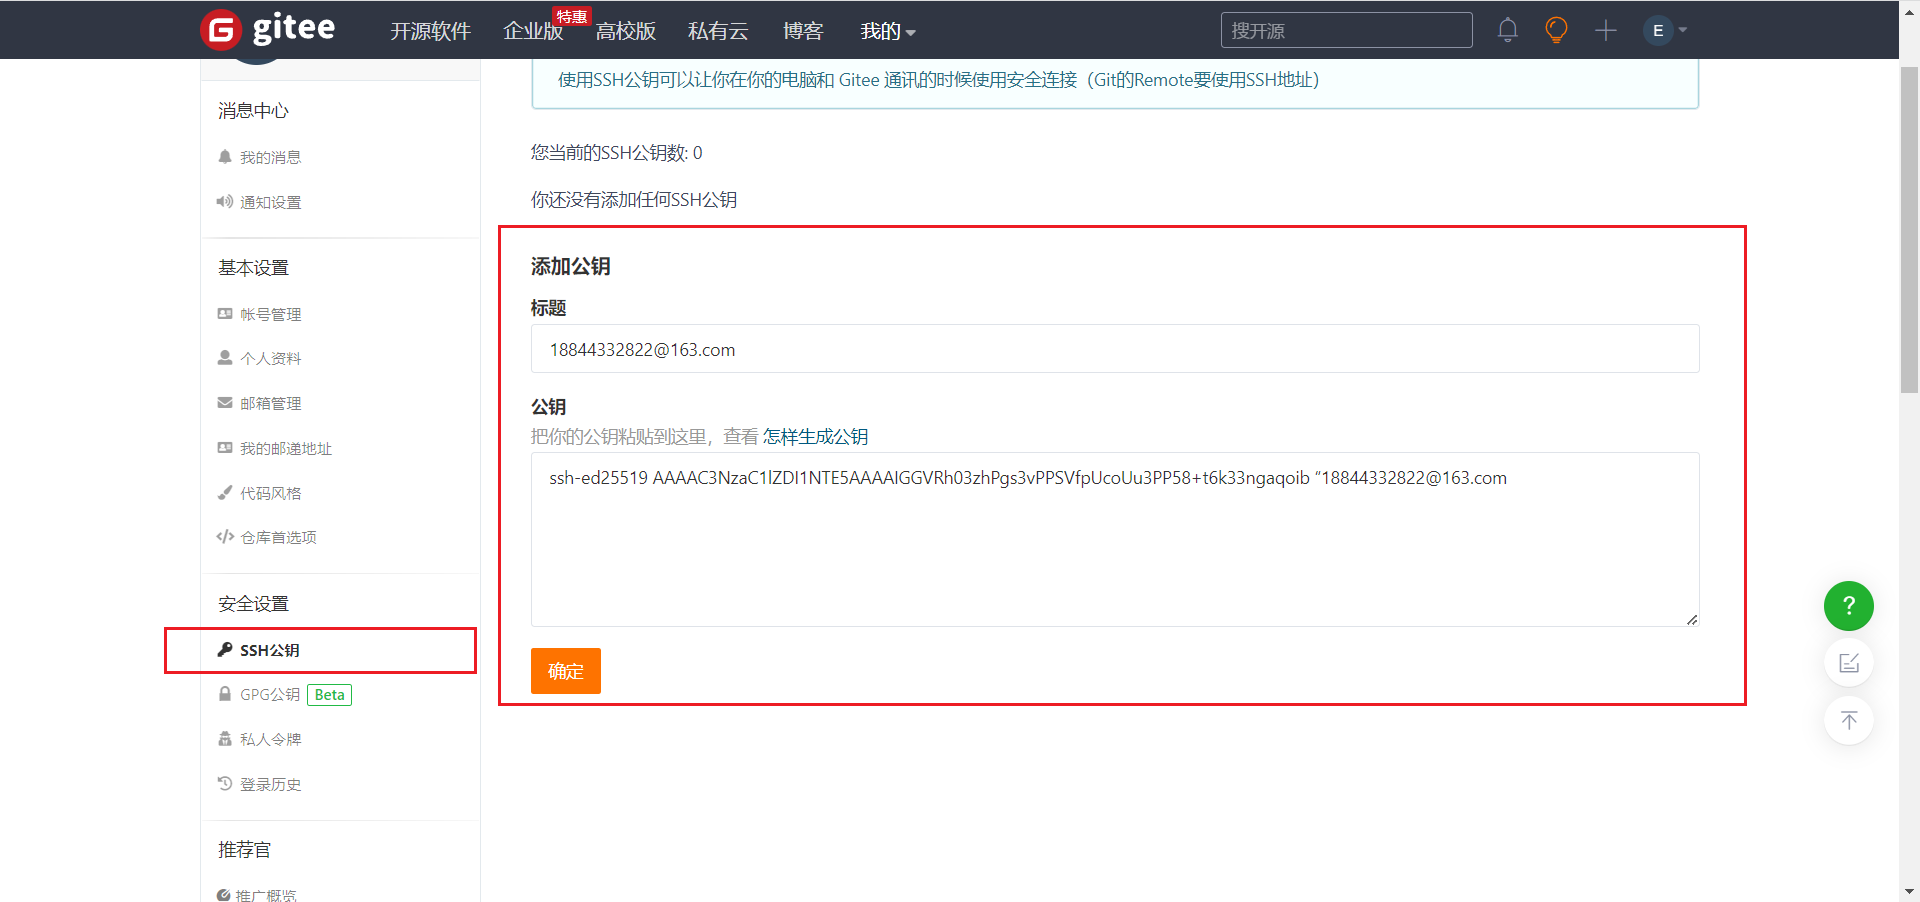 gitee 开源软件 企业版 特惠 高校版 私有云 博客 我的 搜开源 E
使用SSH公钥可以让你在你的电脑和 Gitee 通讯的时候使用安全连接（Git的Remote要使用SSH地址）
消息中心
我的消息
通知设置
基本设置
帐号管理
个人资料
邮箱管理
我的邮递地址
代码风格
仓库首选项
安全设置
SSH公钥
GPG公钥 Beta
私人令牌
登录历史
推荐官
推广概览
您当前的SSH公钥数: 0
你还没有添加任何SSH公钥
添加公钥
标题
18844332822@163.com
公钥
把你的公钥粘贴到这里，查看 怎样生成公钥
ssh-ed25519 AAAAC3NzaC1lZDI1NTE5AAAAIGGVRh03zhPgs3vPPSVfpUcoUu3PP58+t6k33ngaqoib “18844332822@163.com
确定
?